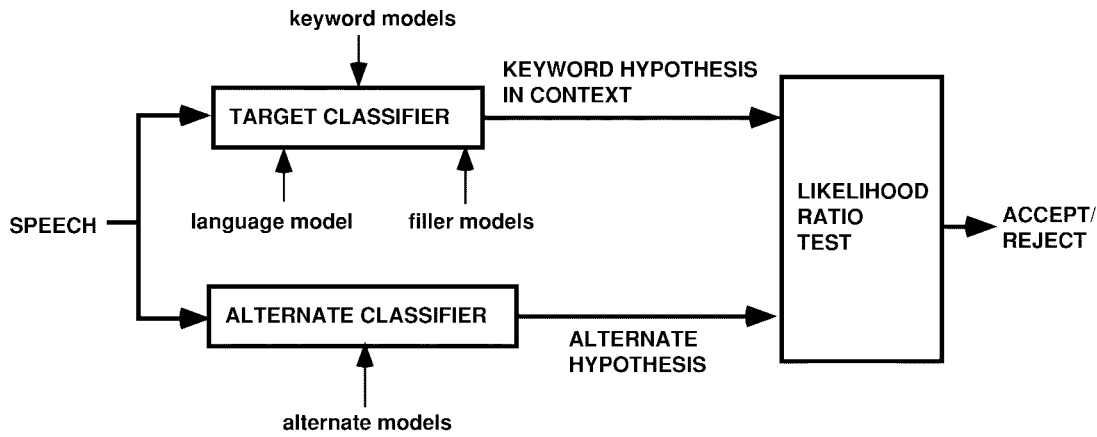 keyword models
KEYWORD HYPOTHESIS
IN CONTEXT
TARGET CLASSIFIER
language model
filler models
SPEECH
LIKELIHOOD
RATIO
TEST
ACCEPT/
REJECT
ALTERNATE CLASSIFIER
ALTERNATE
HYPOTHESIS
alternate models